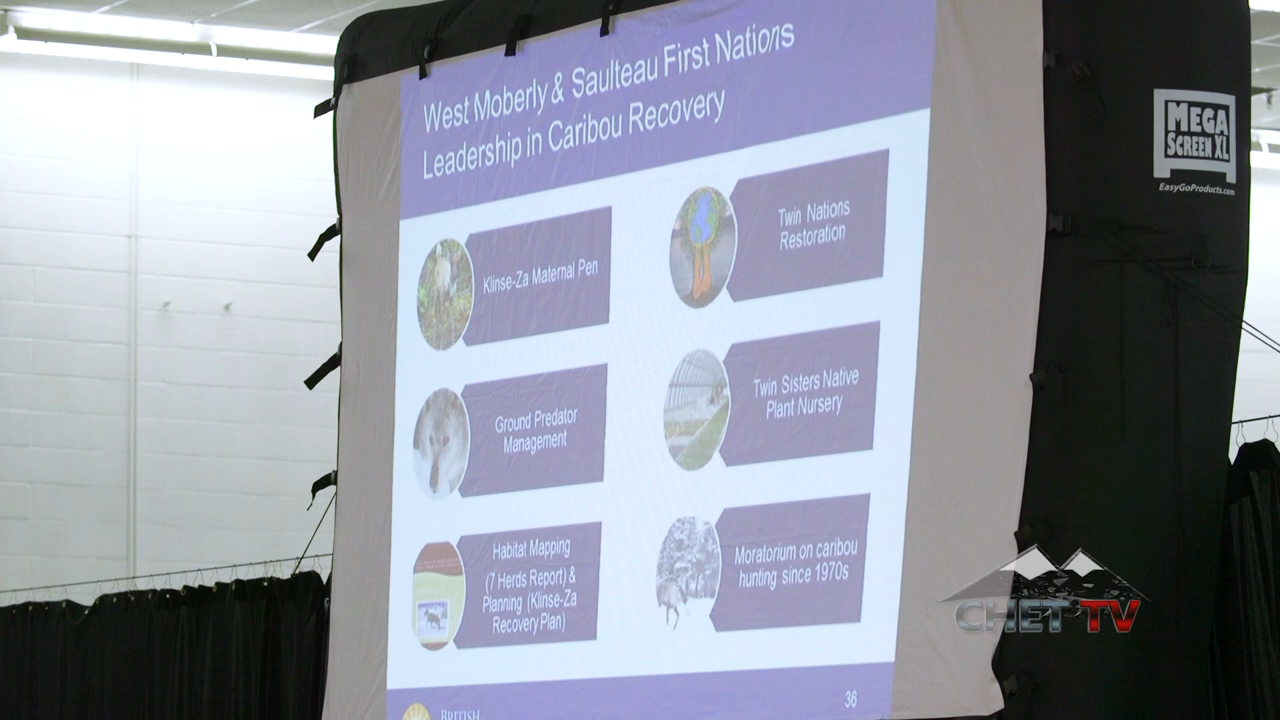 West Moberly & Saulteau First Nations
Leadership in Caribou Recovery
Klinse-Za Maternal Pen
Twin Nations
Restoration
Ground Predator
Management
Twin Sisters Native
Plant Nursery
Habitat Mapping
(7 Herds Report) &
Planning (Klinse-Za
Recovery Plan)
Moratorium on caribou
hunting since 1970s
36
BRITISH
MEGA
SCREEN XL
EasyGoProducts.com
CHET TV